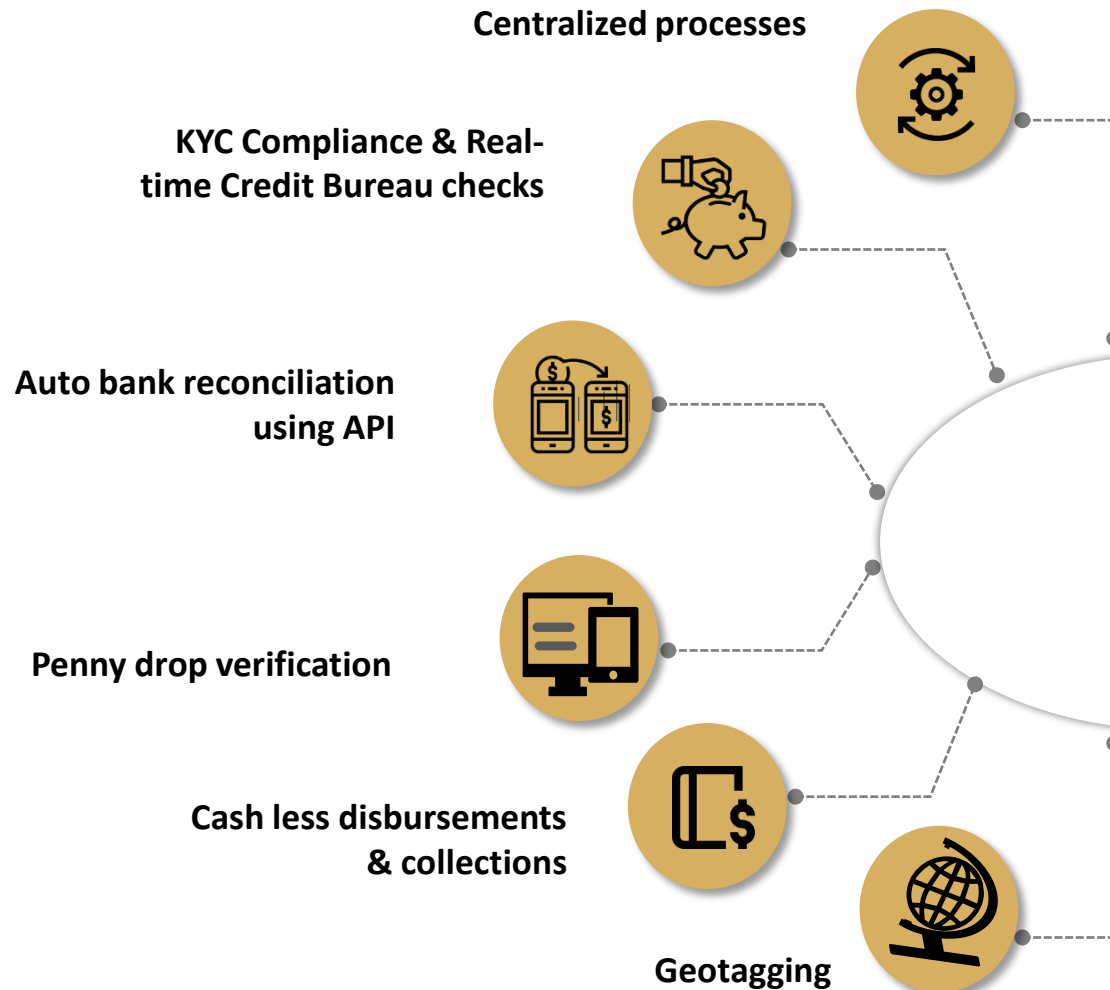 Centralized processes
KYC Compliance & Real-
time Credit Bureau checks
Auto bank reconciliation
using API
Penny drop verification
Cash less disbursements
& collections
Geotagging